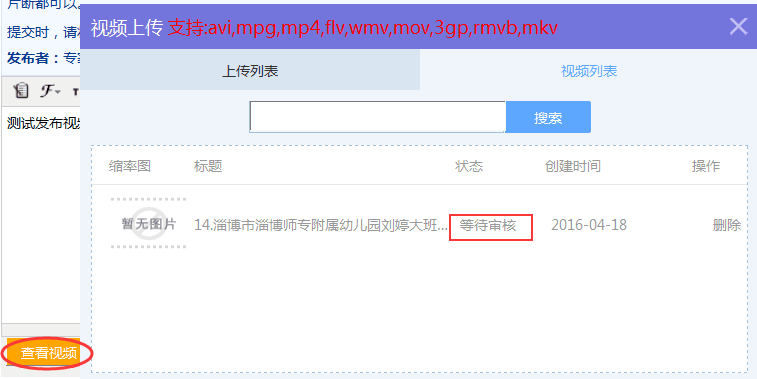 片断都可以
视频上传 支持:avi,mpg,mp4,flv,wmv,mov,3gp,rmvb,mkv
提交时，请
发布者：专
上传列表
视频列表
搜索
测试发布视
缩率图 标题 状态 创建时间 操作
暂无图片 14.淄博市淄博师专附属幼儿园刘婷大班... 等待审核 2016-04-18 删除
查看视频